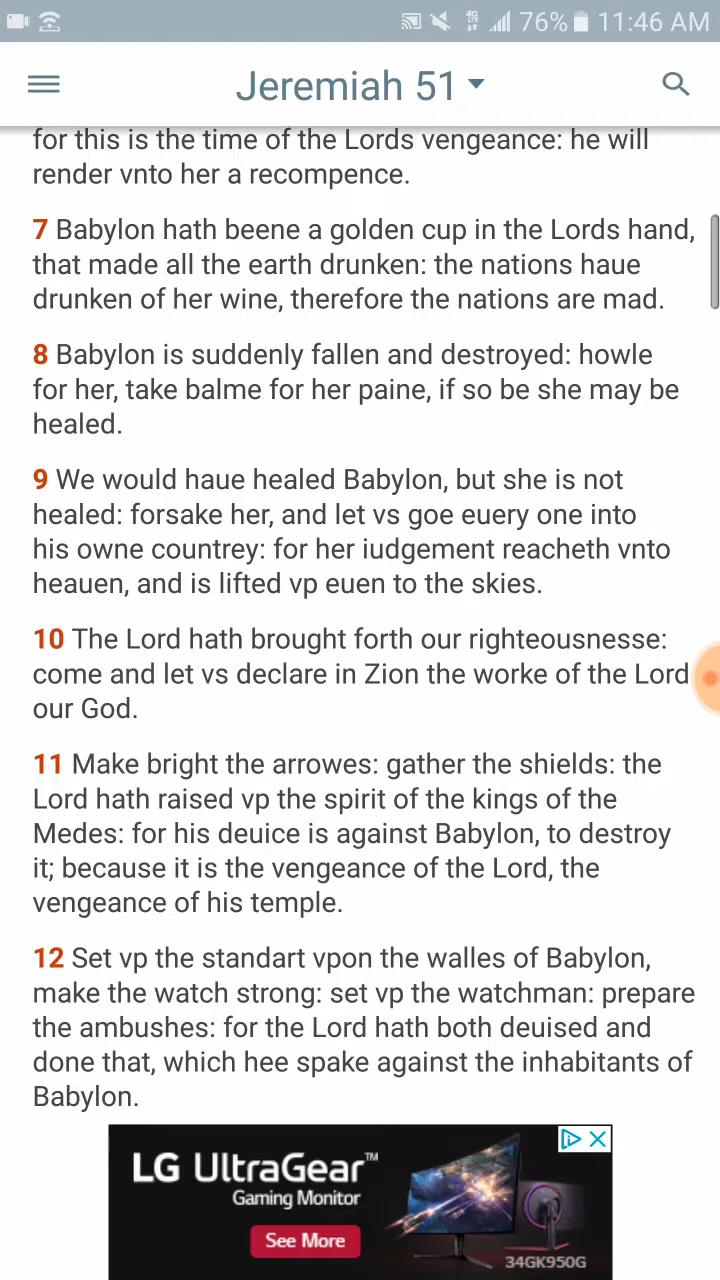 76% 11:46 AM
Jeremiah 51
for this is the time of the Lords vengeance: he will
render vnto her a recompence.
7 Babylon hath beene a golden cup in the Lords hand,
that made all the earth drunken: the nations haue
drunken of her wine, therefore the nations are mad.
8 Babylon is suddenly fallen and destroyed: howle
for her, take balme for her paine, if so be she may be
healed.
9 We would haue healed Babylon, but she is not
healed: forsake her, and let vs goe euery one into
his owne countrey: for her iudgement reacheth vnto
heauen, and is lifted vp euen to the skies.
10 The Lord hath brought forth our righteousnesse:
come and let vs declare in Zion the worke of the Lord
our God.
11 Make bright the arrowes: gather the shields: the
Lord hath raised vp the spirit of the kings of the
Medes: for his deuice is against Babylon, to destroy
it; because it is the vengeance of the Lord, the
vengeance of his temple.
12 Set vp the standart vpon the walles of Babylon,
make the watch strong: set vp the watchman: prepare
the ambushes: for the Lord hath both deuised and
done that, which hee spake against the inhabitants of
Babylon.
LG UltraGear™
Gaming Monitor
See More
34GK950G